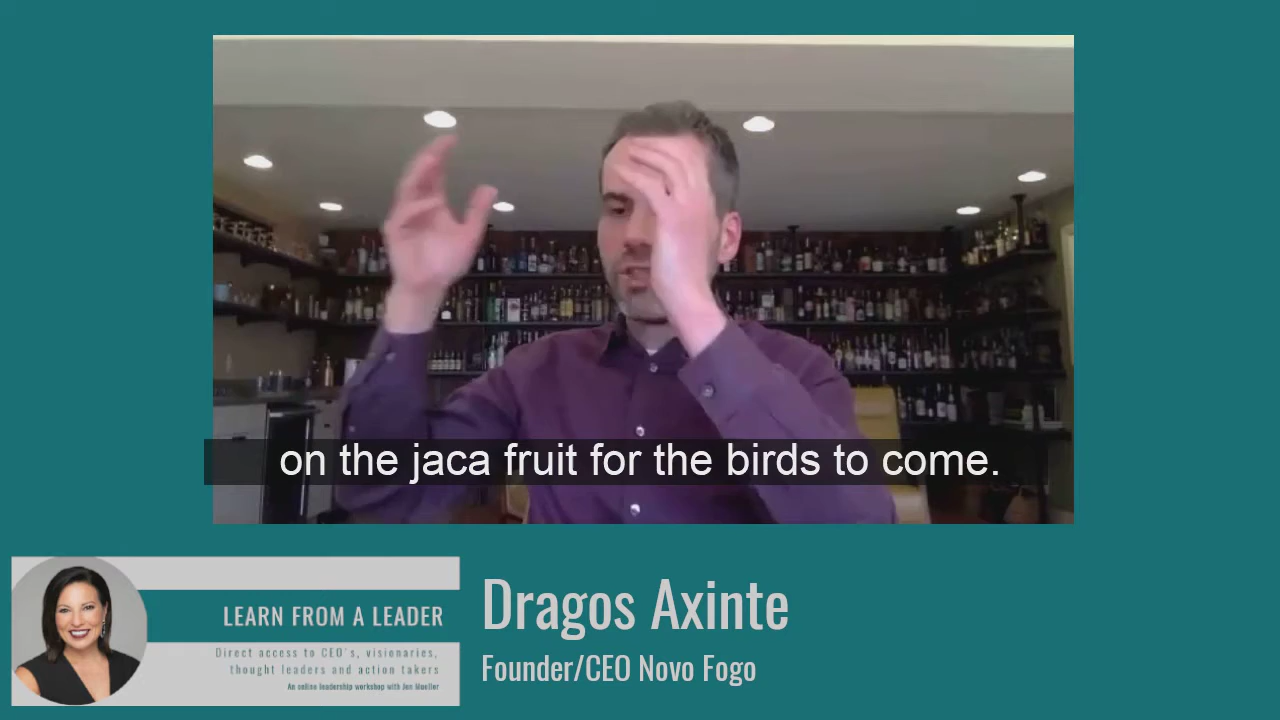 on the jaca fruit for the birds to come.
LEARN FROM A LEADER
Direct access to CEO's, visionaries,
thought leaders and action takers
An online leadership workshop with Jen Mueller
Dragos Axinte
Founder/CEO Novo Fogo